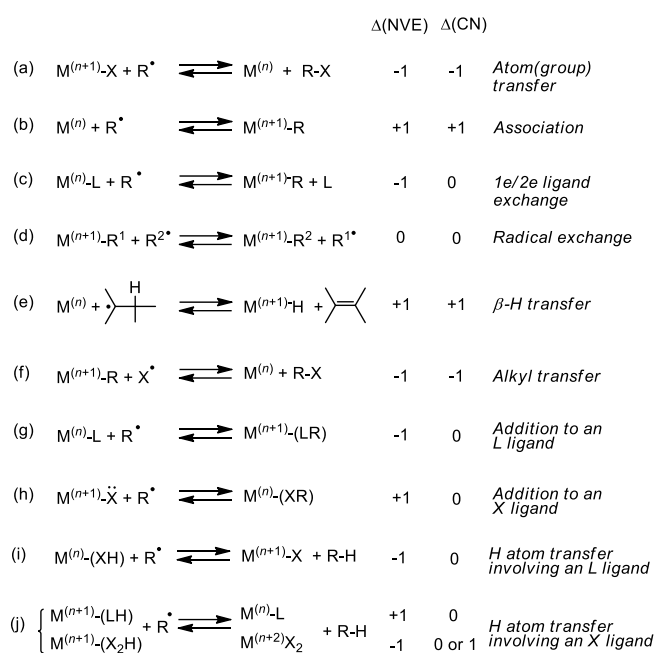 Δ(NVE) Δ(CN)
(a) M(n+1)-X + R• ⇌ M(n) + R-X -1 -1 Atom(group)
transfer
(b) M(n) + R• ⇌ M(n+1)-R +1 +1 Association
(c) M(n)-L + R• ⇌ M(n+1)-R + L -1 0 1e/2e ligand
exchange
(d) M(n+1)-R1 + R2• ⇌ M(n+1)-R2 + R1• 0 0 Radical exchange
H
(e) M(n) + • ⇌ M(n+1)-H + +1 +1 β-H transfer
(f) M(n+1)-R + X• ⇌ M(n) + R-X -1 -1 Alkyl transfer
(g) M(n)-L + R• ⇌ M(n+1)-(LR) -1 0 Addition to an
L ligand
(h) M(n+1)-Ẍ + R• ⇌ M(n)-(XR) +1 0 Addition to an
X ligand
(i) M(n)-(XH) + R• ⇌ M(n+1)-X + R-H -1 0 H atom transfer
involving an L ligand
(j) M(n+1)-(LH) M(n)-L +1 0 H atom transfer
+ R• ⇌ + R-H
M(n+1)-(X2H) M(n+2)X2 -1 0 or 1 involving an X ligand